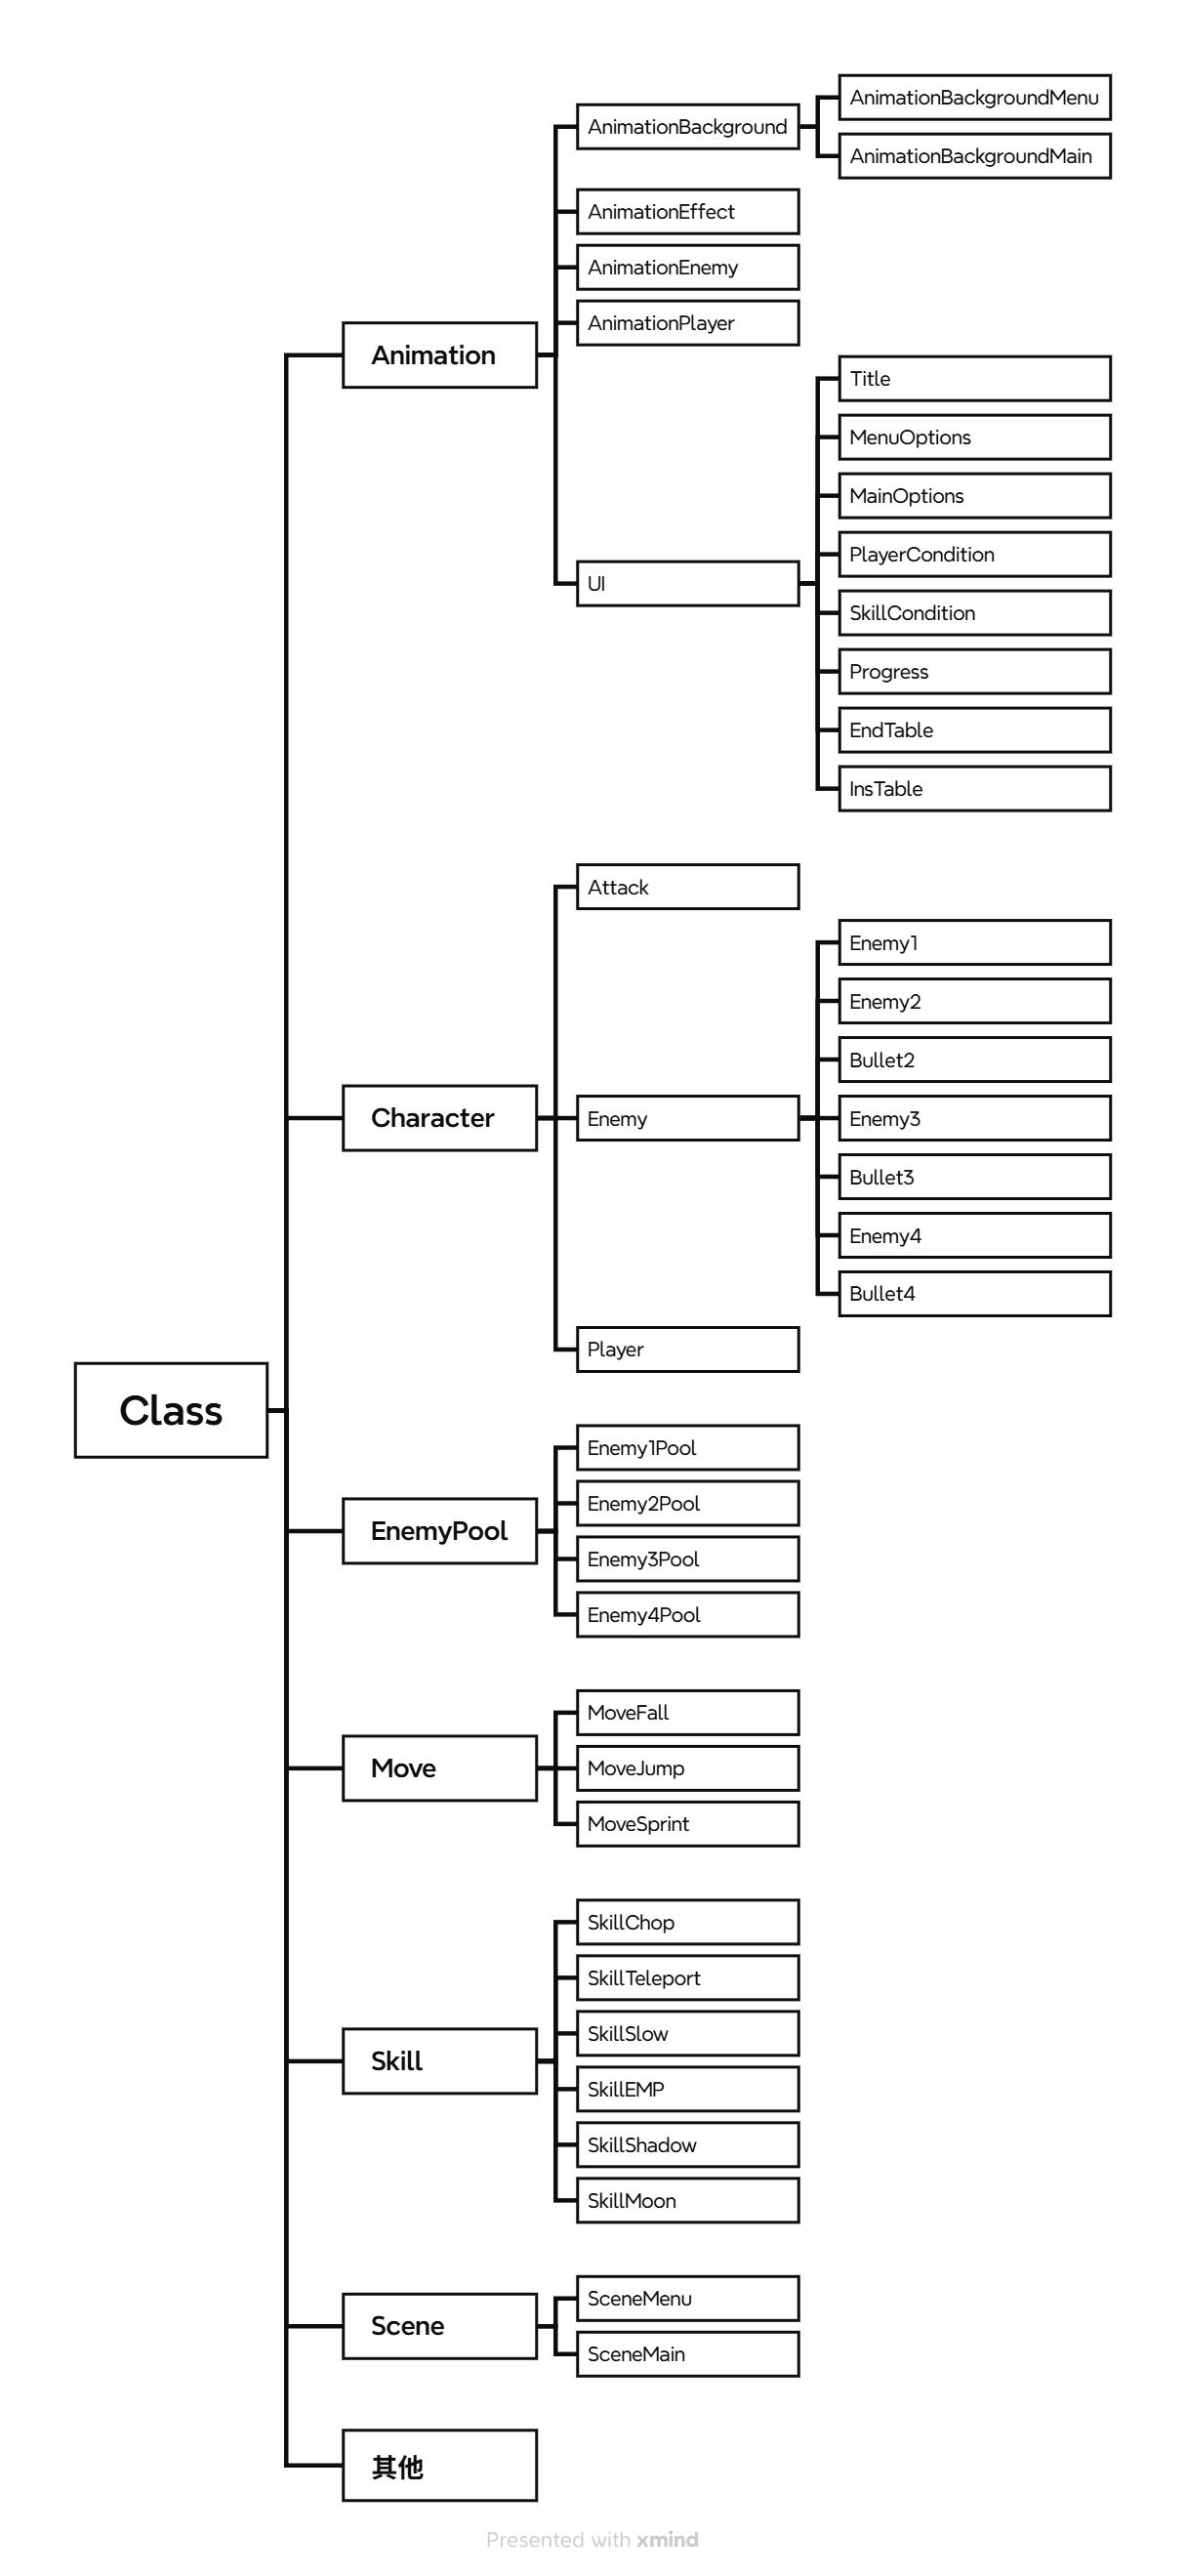 Class
Animation
AnimationBackground
AnimationBackgroundMenu
AnimationBackgroundMain
AnimationEffect
AnimationEnemy
AnimationPlayer
UI
Title
MenuOptions
MainOptions
PlayerCondition
SkillCondition
Progress
EndTable
InsTable
Character
Attack
Enemy
Enemy1
Enemy2
Bullet2
Enemy3
Bullet3
Enemy4
Bullet4
Player
EnemyPool
Enemy1Pool
Enemy2Pool
Enemy3Pool
Enemy4Pool
Move
MoveFall
MoveJump
MoveSprint
Skill
SkillChop
SkillTeleport
SkillSlow
SkillEMP
SkillShadow
SkillMoon
Scene
SceneMenu
SceneMain
其他
Presented with xmind